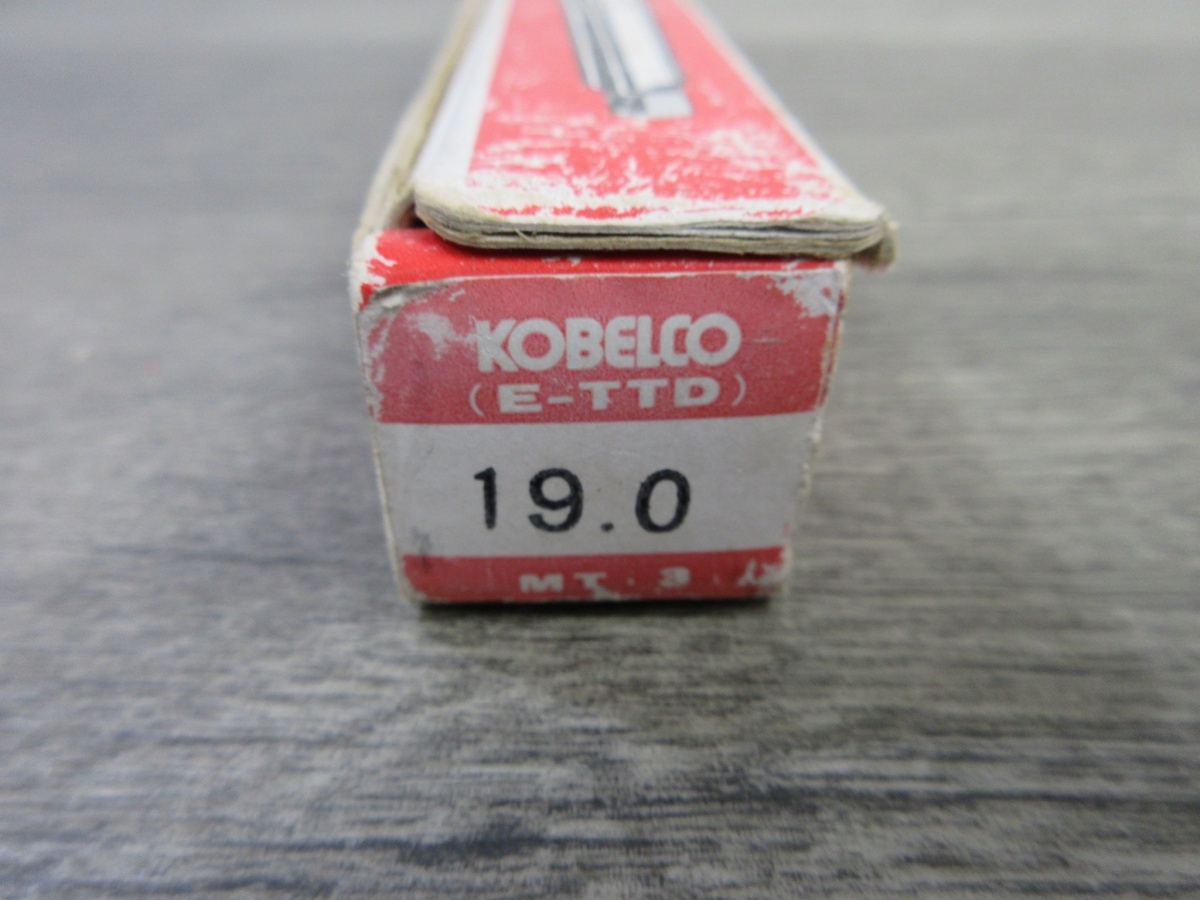 KOBELCO
(E-TTD)
19.0
MT. 3